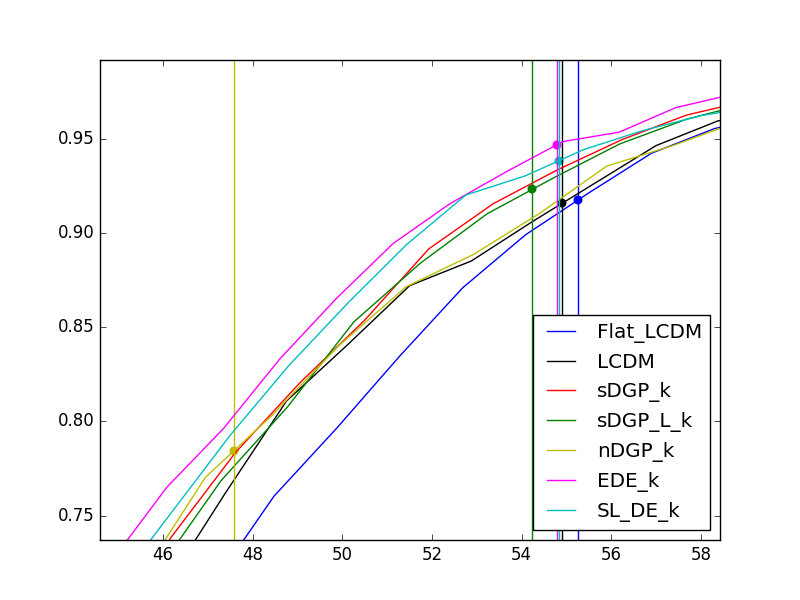 0.95
0.90
0.85
0.80
0.75
46 48 50 52 54 56 58
Flat_LCDM
LCDM
sDGP_k
sDGP_L_k
nDGP_k
EDE_k
SL_DE_k